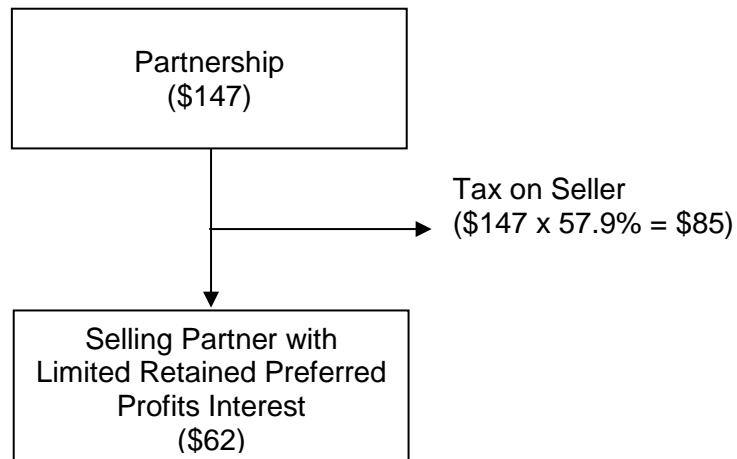 Partnership
($147)
Tax on Seller
($147 x 57.9% = $85)
Selling Partner with
Limited Retained Preferred
Profits Interest
($62)